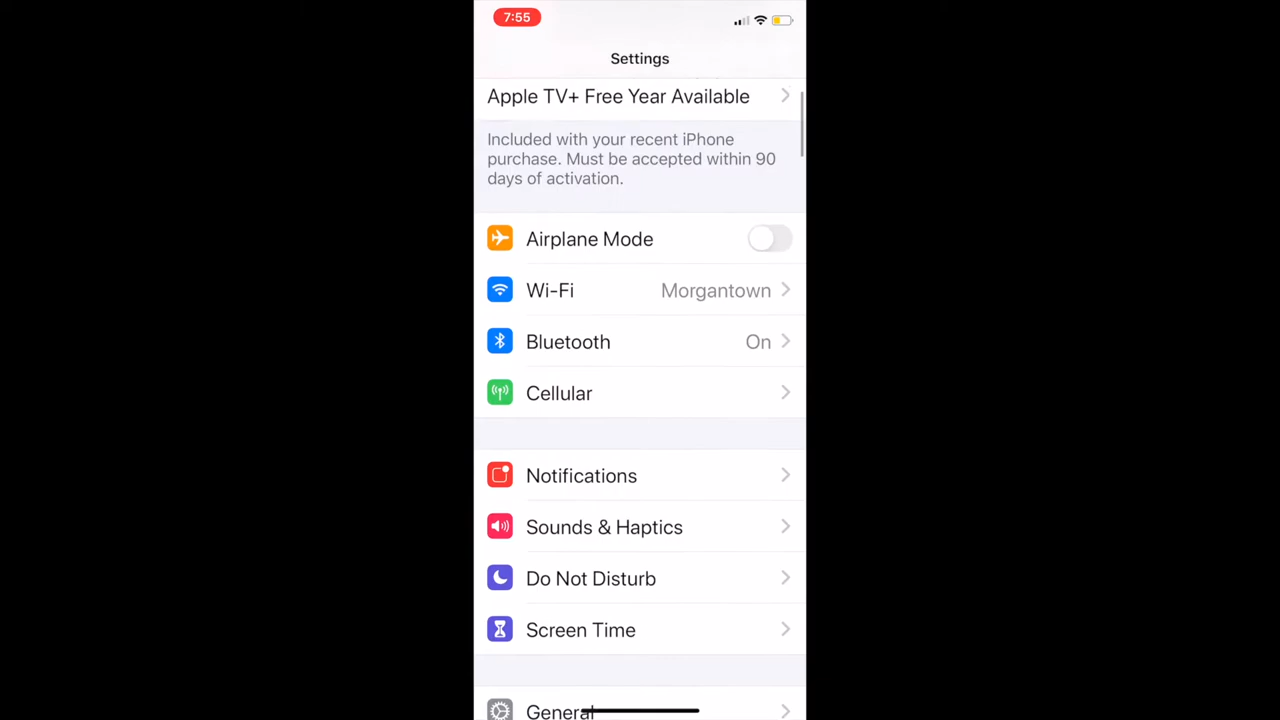 7:55
Settings
Apple TV+ Free Year Available
Included with your recent iPhone
purchase. Must be accepted within 90
days of activation.
Airplane Mode
Wi-Fi Morgantown
Bluetooth On
Cellular
Notifications
Sounds & Haptics
Do Not Disturb
Screen Time
General